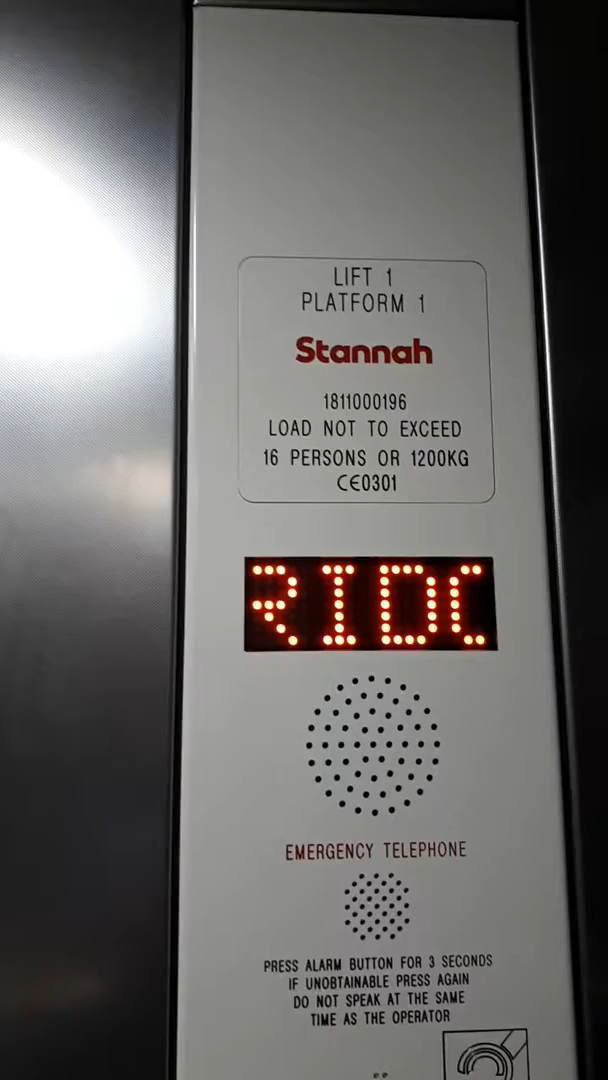 LIFT 1
PLATFORM 1
Stannah
1811000196
LOAD NOT TO EXCEED
16 PERSONS OR 1200KG
CE0301
RIDG
EMERGENCY TELEPHONE
PRESS ALARM BUTTON FOR 3 SECONDS
IF UNOBTAINABLE PRESS AGAIN
DO NOT SPEAK AT THE SAME
TIME AS THE OPERATOR